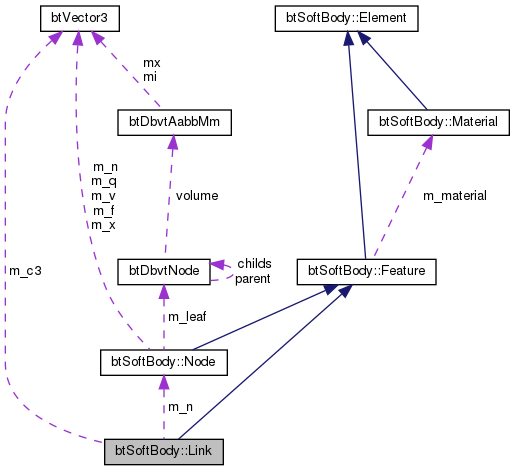 btVector3
btSoftBody::Element
mx
mi
btDbvtAabbMm
btSoftBody::Material
m_n
m_q
m_v
m_f
m_x
volume
m_material
btDbvtNode
childs
parent
btSoftBody::Feature
m_c3
m_leaf
btSoftBody::Node
m_n
btSoftBody::Link